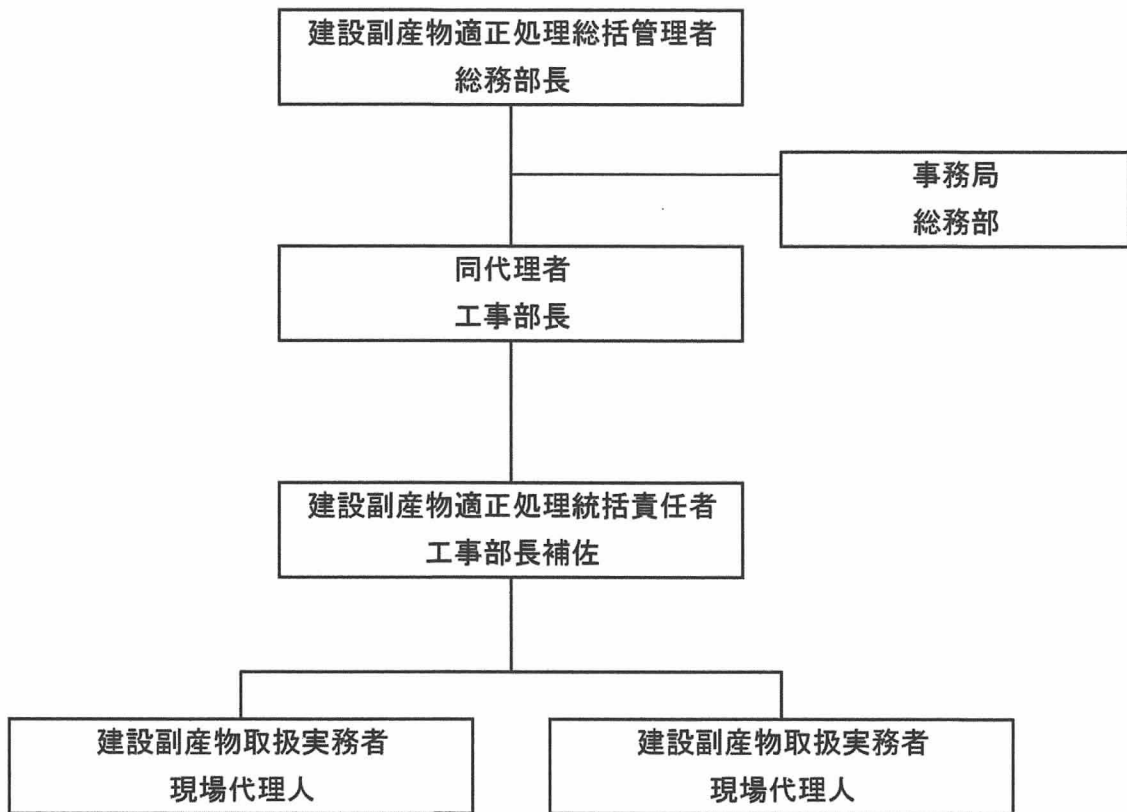 建設副産物適正処理総括管理者
総務部長
事務局
総務部
同代理者
工事部長
建設副産物適正処理統括責任者
工事部長補佐
建設副産物取扱実務者
現場代理人
建設副産物取扱実務者
現場代理人